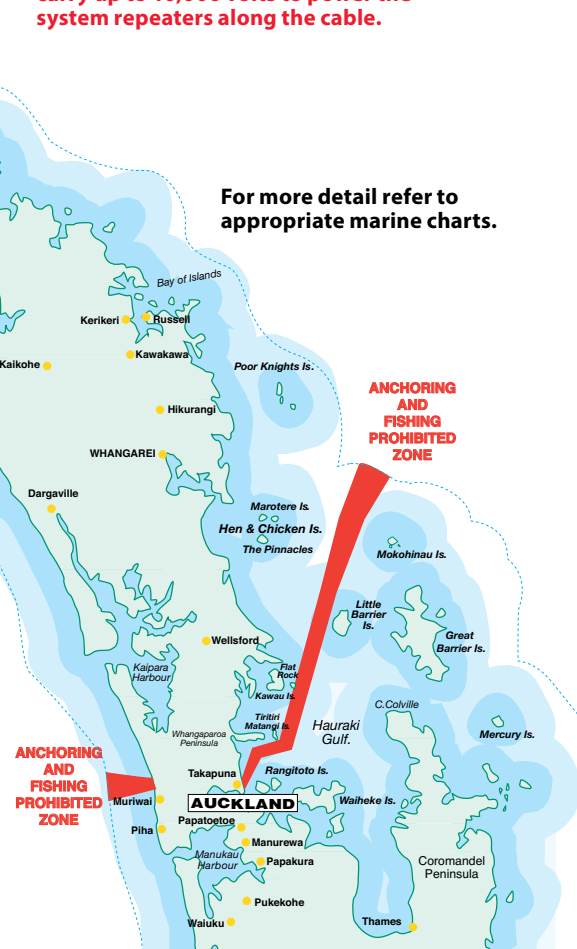 system repeaters along the cable.
For more detail refer to
appropriate marine charts.
Bay of Islands
Kerikeri
Russell
Kawakawa
Kaikohe
Poor Knights Is.
ANCHORING
AND
FISHING
PROHIBITED
ZONE
Hikurangi
WHANGAREI
Dargaville
Marotere Is.
Hen & Chicken Is.
The Pinnacles
Mokohinau Is.
Little
Barrier
Is.
Great
Barrier Is.
Wellsford
Kaipara
Harbour
Flat
Rock
Kawau Is.
C.Colville
Tiritiri
Matangi Is.
Hauraki
Gulf.
Whangaparoa
Peninsula
Mercury Is.
ANCHORING
AND
FISHING
PROHIBITED
ZONE
Takapuna
Rangitoto Is.
Muriwai
AUCKLAND
Waiheke Is.
Papatoetoe
Piha
Manurewa
Manukau
Harbour
Papakura
Coromandel
Peninsula
Pukekohe
Waiuku
Thames